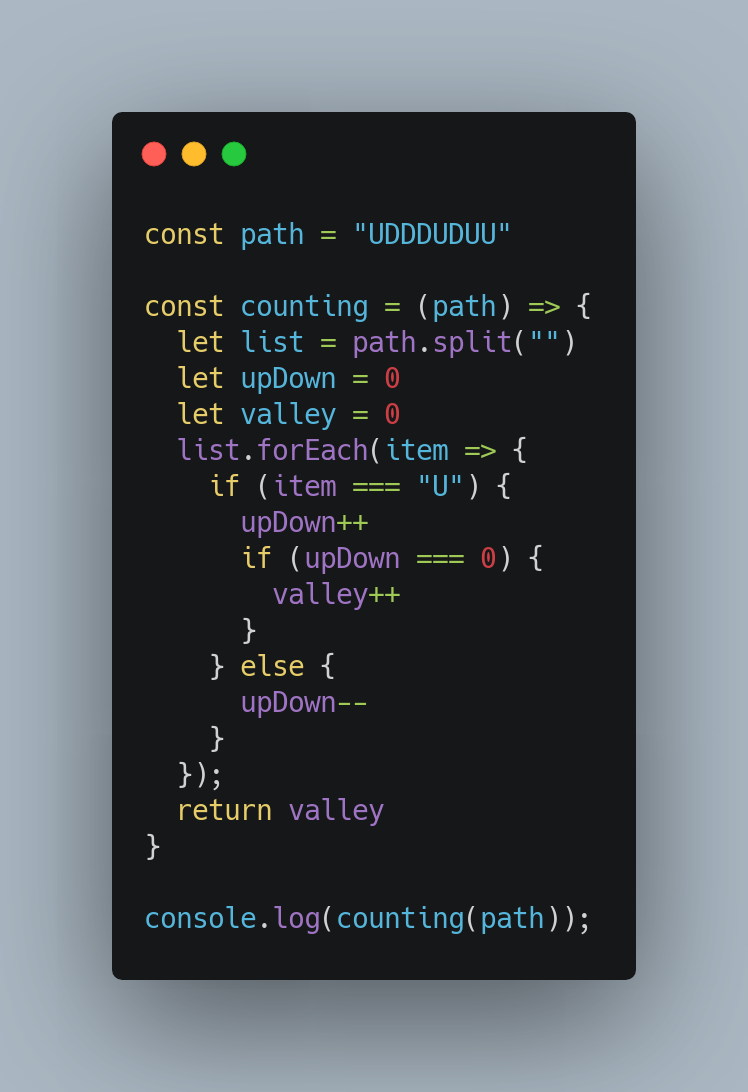 const path = "UDDDUDUU"

const counting = (path) => {
  let list = path.split("")
  let upDown = 0
  let valley = 0
  list.forEach(item => {
    if (item === "U") {
      upDown++
      if (upDown === 0) {
        valley++
      }
    } else {
      upDown--
    }
  });
  return valley
}

console.log(counting(path));